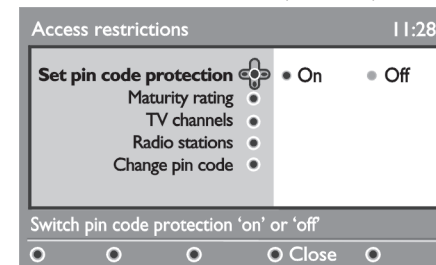 Access restrictions 11:28
Set pin code protection On Off
Maturity rating
TV channels
Radio stations
Change pin code
Switch pin code protection 'on' or 'off'
Close